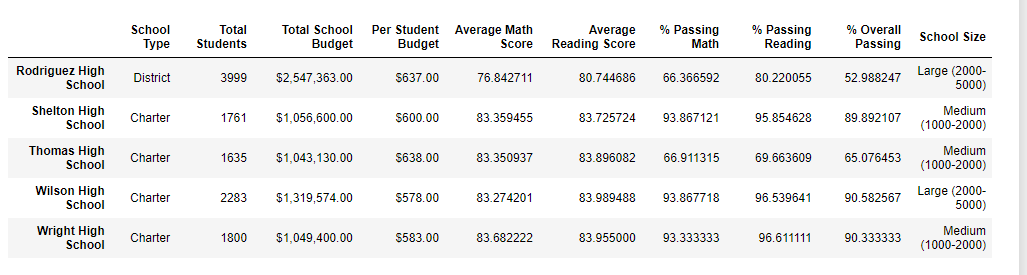 School Type Total Students Total School Budget Per Student Budget Average Math Score Average Reading Score % Passing Math % Passing Reading % Overall Passing School Size
Rodriguez High School District 3999 $2,547,363.00 $637.00 76.842711 80.744686 66.366592 80.220055 52.988247 Large (2000-5000)
Shelton High School Charter 1761 $1,056,600.00 $600.00 83.359455 83.725724 93.867121 95.854628 89.892107 Medium (1000-2000)
Thomas High School Charter 1635 $1,043,130.00 $638.00 83.350937 83.896082 66.911315 69.663609 65.076453 Medium (1000-2000)
Wilson High School Charter 2283 $1,319,574.00 $578.00 83.274201 83.989488 93.867718 96.539641 90.582567 Large (2000-5000)
Wright High School Charter 1800 $1,049,400.00 $583.00 83.682222 83.955000 93.333333 96.611111 90.333333 Medium (1000-2000)